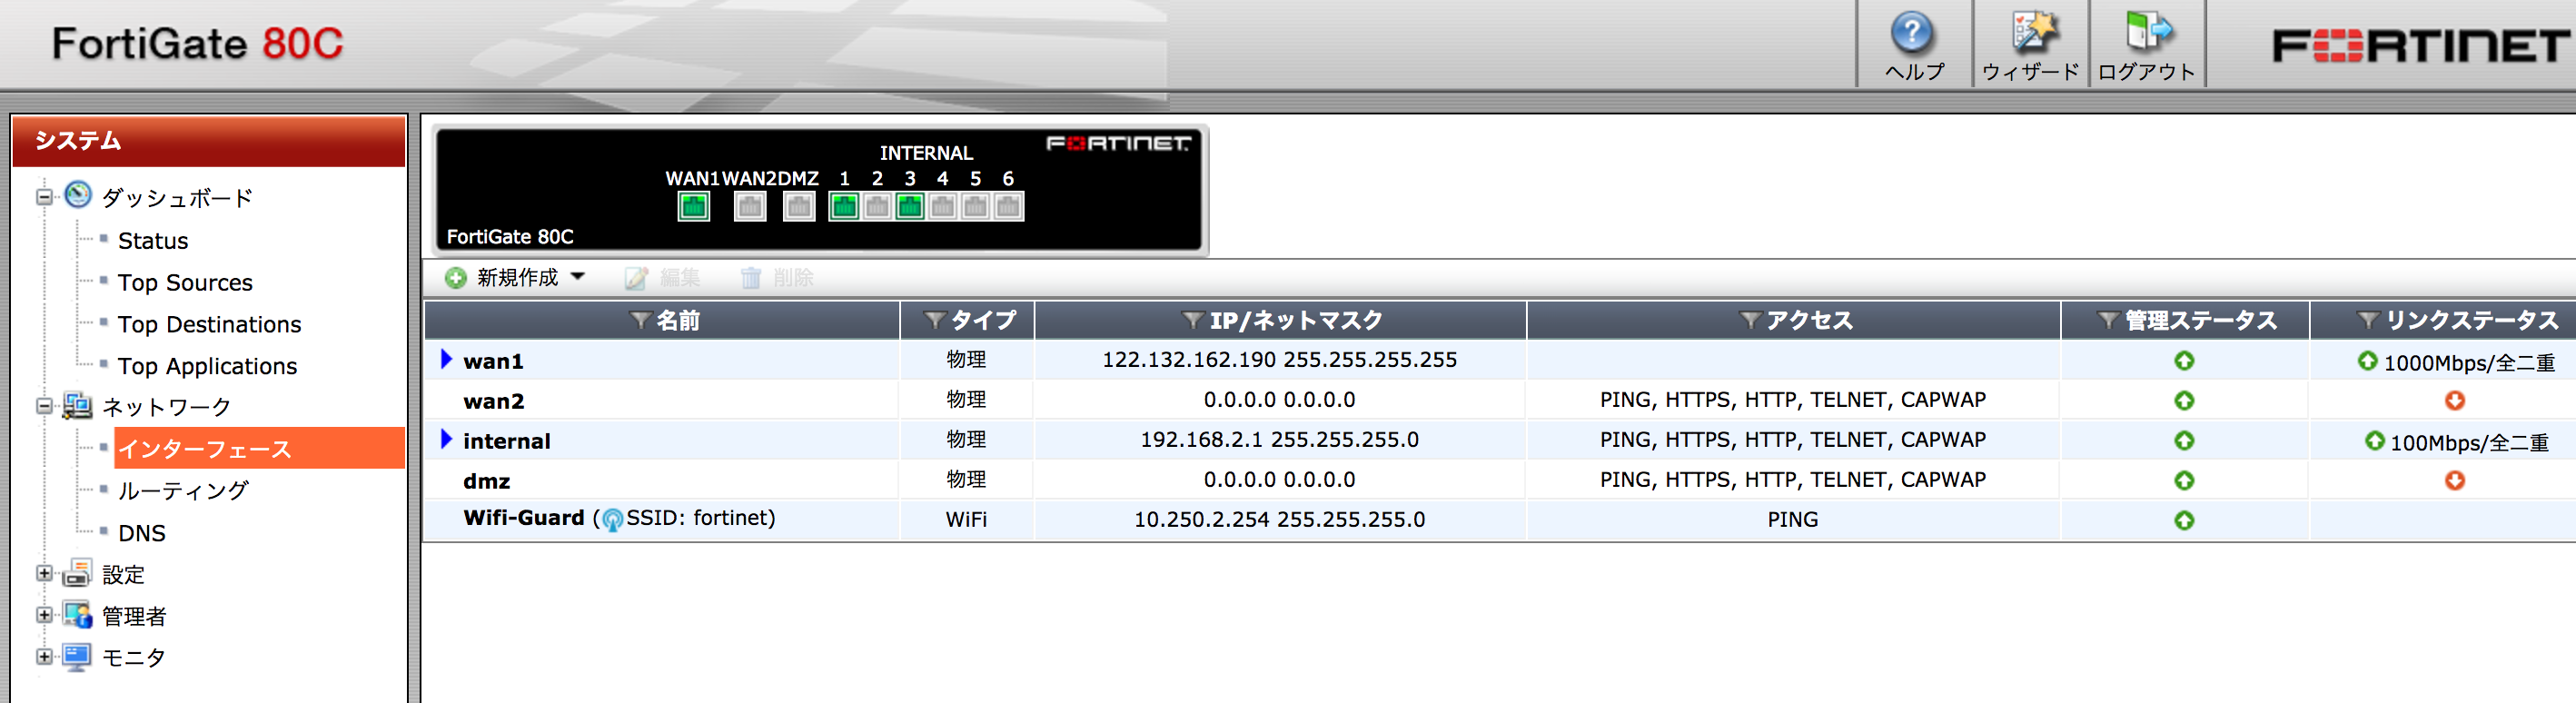 FortiGate 80C
ヘルプ
ウィザード
ログアウト
FORTINET
システム
ダッシュボード
Status
Top Sources
Top Destinations
Top Applications
ネットワーク
インターフェース
ルーティング
DNS
設定
管理者
モニタ
FORTINET
INTERNAL
WAN1 WAN2 DMZ 1 2 3 4 5 6
FortiGate 80C
新規作成 編集 削除
名前 タイプ IP/ネットマスク アクセス 管理ステータス リンクステータス
wan1 物理 122.132.162.190 255.255.255.255 1000Mbps/全二重
wan2 物理 0.0.0.0 0.0.0.0 PING, HTTPS, HTTP, TELNET, CAPWAP
internal 物理 192.168.2.1 255.255.255.0 PING, HTTPS, HTTP, TELNET, CAPWAP 100Mbps/全二重
dmz 物理 0.0.0.0 0.0.0.0 PING, HTTPS, HTTP, TELNET, CAPWAP
Wifi-Guard (SSID: fortinet) WiFi 10.250.2.254 255.255.255.0 PING